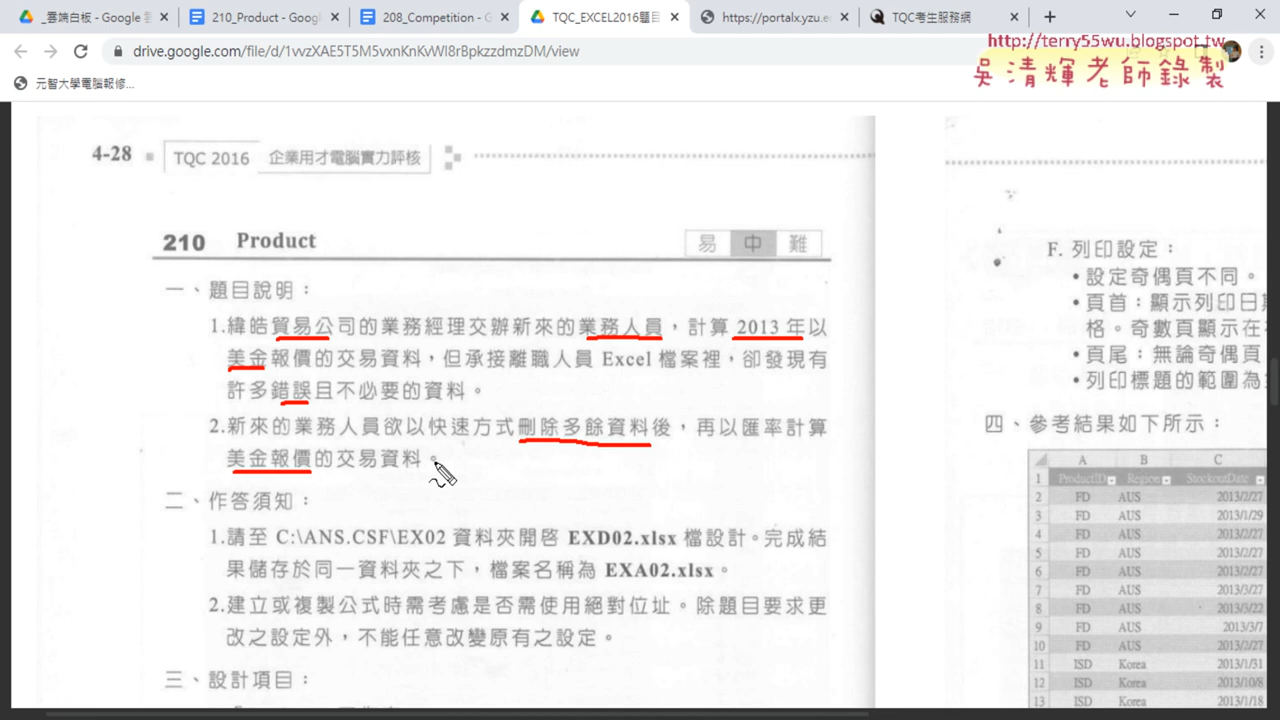 _雲端白板 - Google 雲
210_Product - Googl
208_Competition - G
TQC_EXCEL2016題目
https://portalx.yzu.e
TQC考生服務網
drive.google.com/file/d/1vvzXAE5T5M5vxnKnKvWl8rBpkzzdmzDM/view
http://terry55wu.blogspot.tw
吳清輝老師錄製
元智大學電腦報修...
4-28
TQC 2016 企業用才電腦實力評核
210 Product
易 中 難
一、題目說明：
1.緯皓貿易公司的業務經理交辦新來的業務人員，計算 2013 年以
美金報價的交易資料，但承接離職人員 Excel 檔案裡，卻發現有
許多錯誤且不必要的資料。
2.新來的業務人員欲以快速方式刪除多餘資料後，再以匯率計算
美金報價的交易資料。
二、作答須知：
1.請至 C:\ANS.CSF\EX02 資料夾開啟 EXD02.xlsx 檔設計。完成結
果儲存於同一資料夾之下，檔案名稱為 EXA02.xlsx。
2.建立或複製公式時需考慮是否需使用絕對位址。除題目要求更
改之設定外，不能任意改變原有之設定。
三、設計項目：
F. 列印設定：
•設定奇偶頁不同。
•頁首：顯示列印日
格。奇數頁顯示在
•頁尾：無論奇偶頁
•列印標題的範圍為
四、參考結果如下所示：
A B C
1 ProductID Region StockoutDate
2 FD AUS 2013/2/27
3 FD AUS 2013/1/29
4 FD AUS 2013/2/27
5 FD AUS 2013/2/27
6 FD AUS 2013/2/27
7 FD AUS 2013/3/27
8 FD AUS 2013/3/22
9 FD AUS 2013/3/7
10 FD AUS 2013/2/27
11 ISD Korea 2013/1/31
12 ISD Korea 2013/10/8
13 ISD Korea 2013/1/18